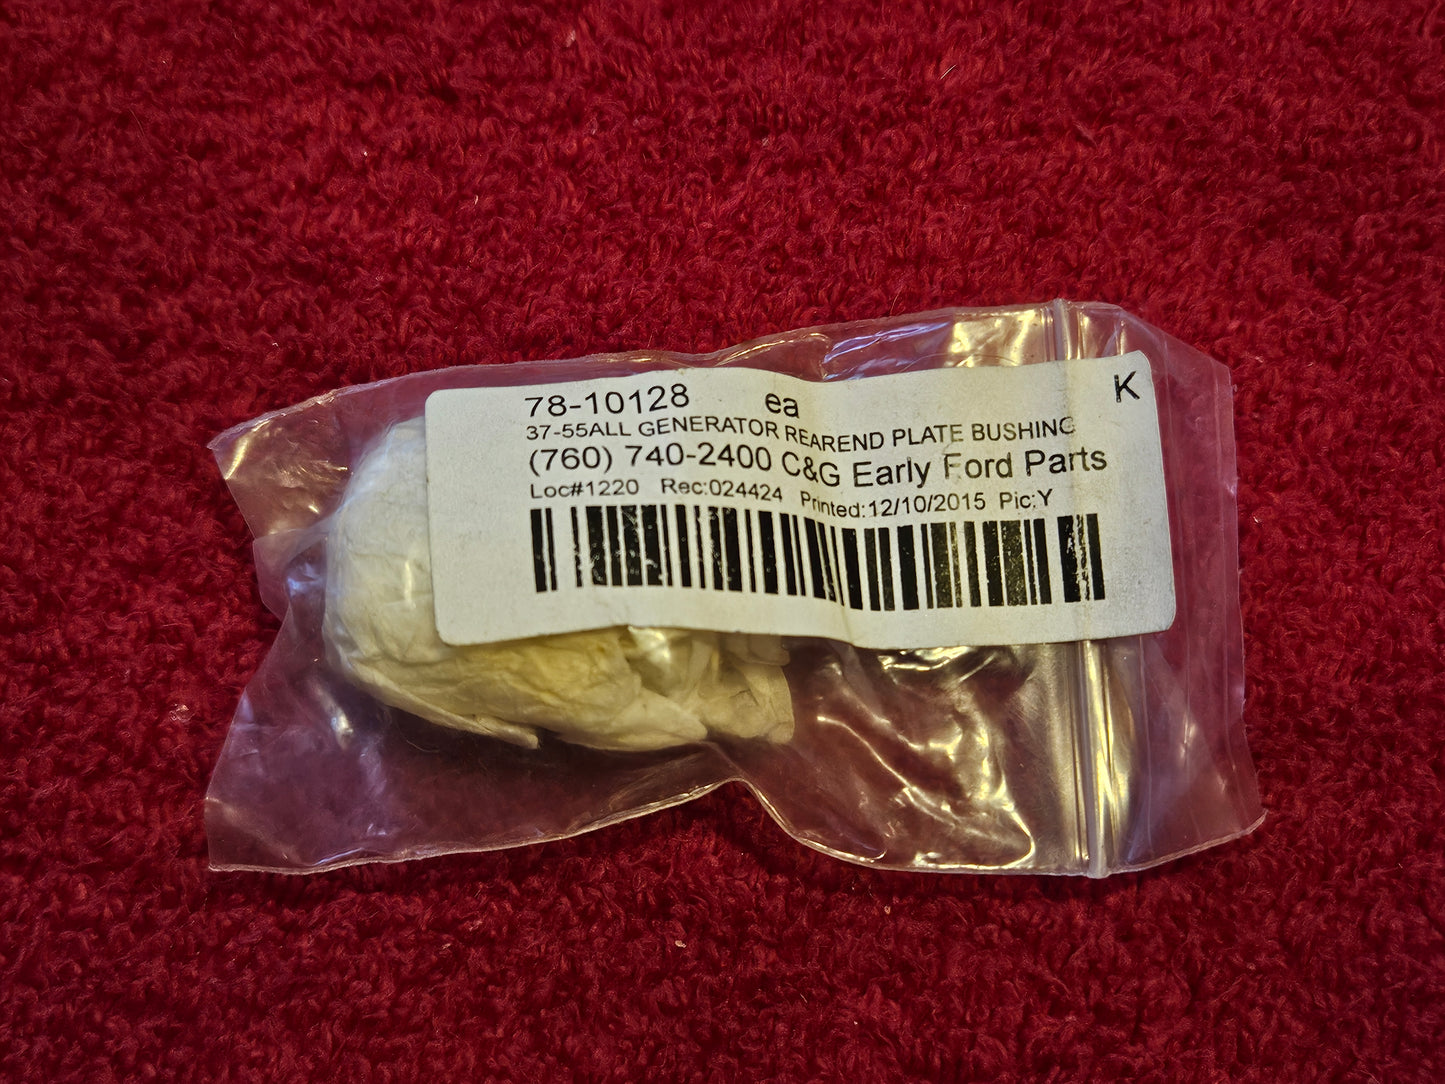 78-10128 ea K
37-55ALL GENERATOR REAREND PLATE BUSHING
(760) 740-2400 C&G Early Ford Parts
Loc#1220 Rec:024424 Printed:12/10/2015 Pic:Y